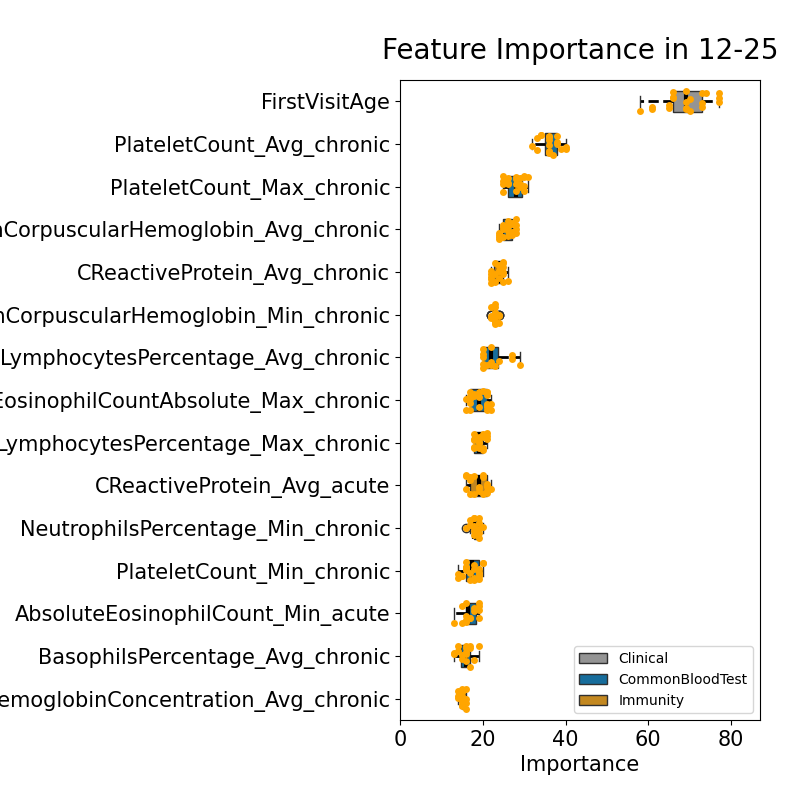 Feature Importance in 12-25
FirstVisitAge
PlateletCount_Avg_chronic
PlateletCount_Max_chronic
CorpuscularHemoglobin_Avg_chronic
CReactiveProtein_Avg_chronic
CorpuscularHemoglobin_Min_chronic
LymphocytesPercentage_Avg_chronic
EosinophilCountAbsolute_Max_chronic
LymphocytesPercentage_Max_chronic
CReactiveProtein_Avg_acute
NeutrophilsPercentage_Min_chronic
PlateletCount_Min_chronic
AbsoluteEosinophilCount_Min_acute
BasophilsPercentage_Avg_chronic
emoglobinConcentration_Avg_chronic
Clinical
CommonBloodTest
Immunity
0 20 40 60 80
Importance